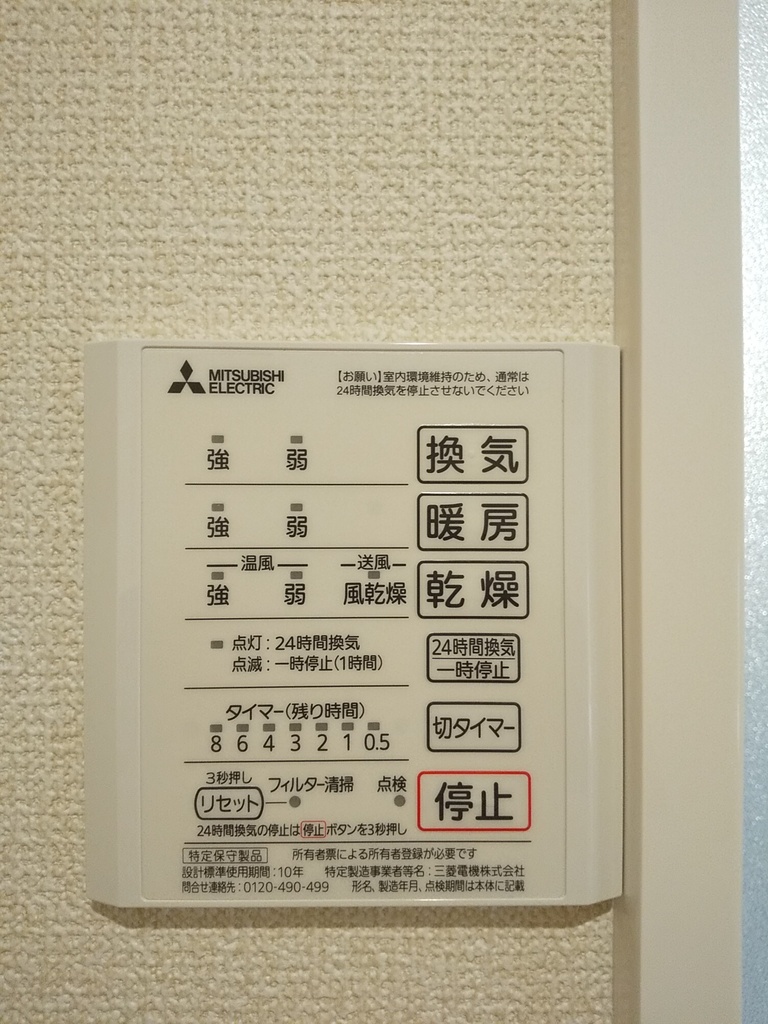 MITSUBISHI
ELECTRIC
【お願い】室内環境維持のため、通常は
24時間換気を停止させないでください
強 弱 換気
強 弱 暖房
温風 送風
強 弱 風乾燥 乾燥
点灯:24時間換気
点滅:一時停止(1時間)
24時間換気
一時停止
タイマー(残り時間)
8 6 4 3 2 1 0.5
切タイマー
3秒押し
リセット フィルター清掃 点検
停止
24時間換気の停止は停止ボタンを3秒押し
特定保守製品 所有者票による所有者登録が必要です
設計標準使用期間:10年 特定製造事業者等名:三菱電機株式会社
問合せ連絡先:0120-490-499 形名、製造年月、点検期間は本体に記載